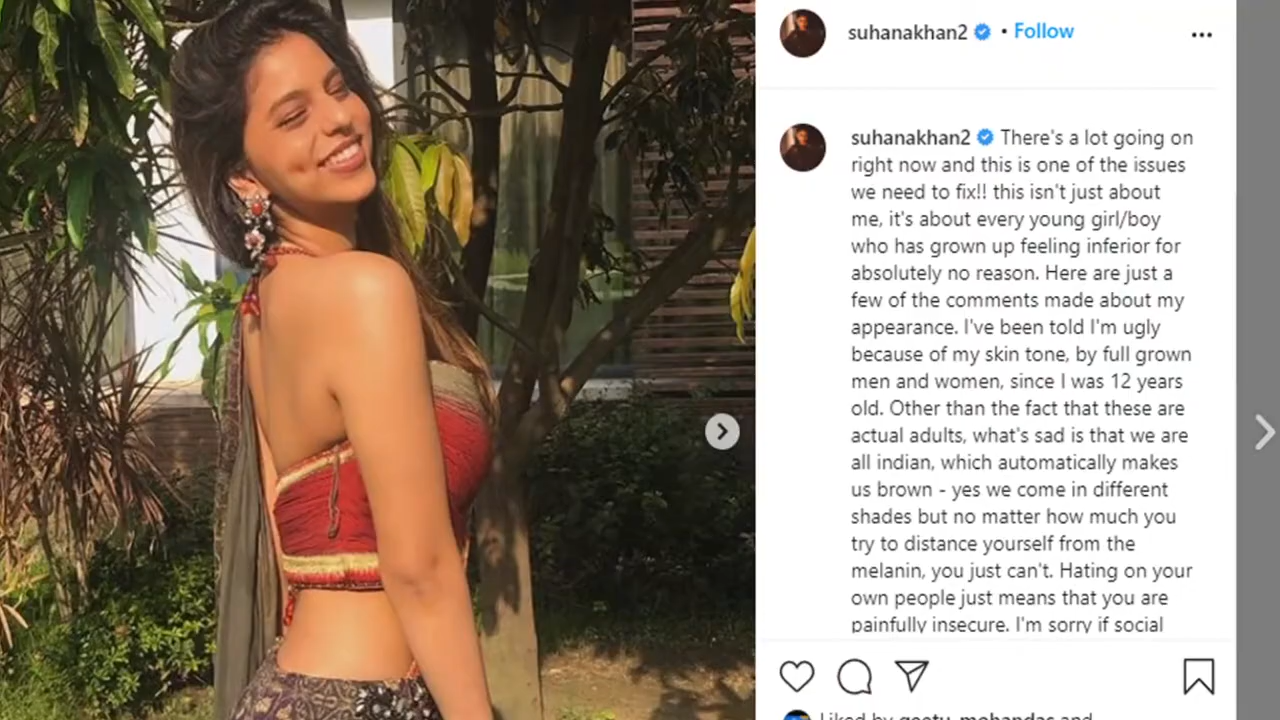 suhanakhan2 • Follow
suhanakhan2 There's a lot going on
right now and this is one of the issues
we need to fix!! this isn't just about
me, it's about every young girl/boy
who has grown up feeling inferior for
absolutely no reason. Here are just a
few of the comments made about my
appearance. I've been told I'm ugly
because of my skin tone, by full grown
men and women, since I was 12 years
old. Other than the fact that these are
actual adults, what's sad is that we are
all indian, which automatically makes
us brown - yes we come in different
shades but no matter how much you
try to distance yourself from the
melanin, you just can't. Hating on your
own people just means that you are
painfully insecure. I'm sorry if social
Liked by geetu_mohandas and